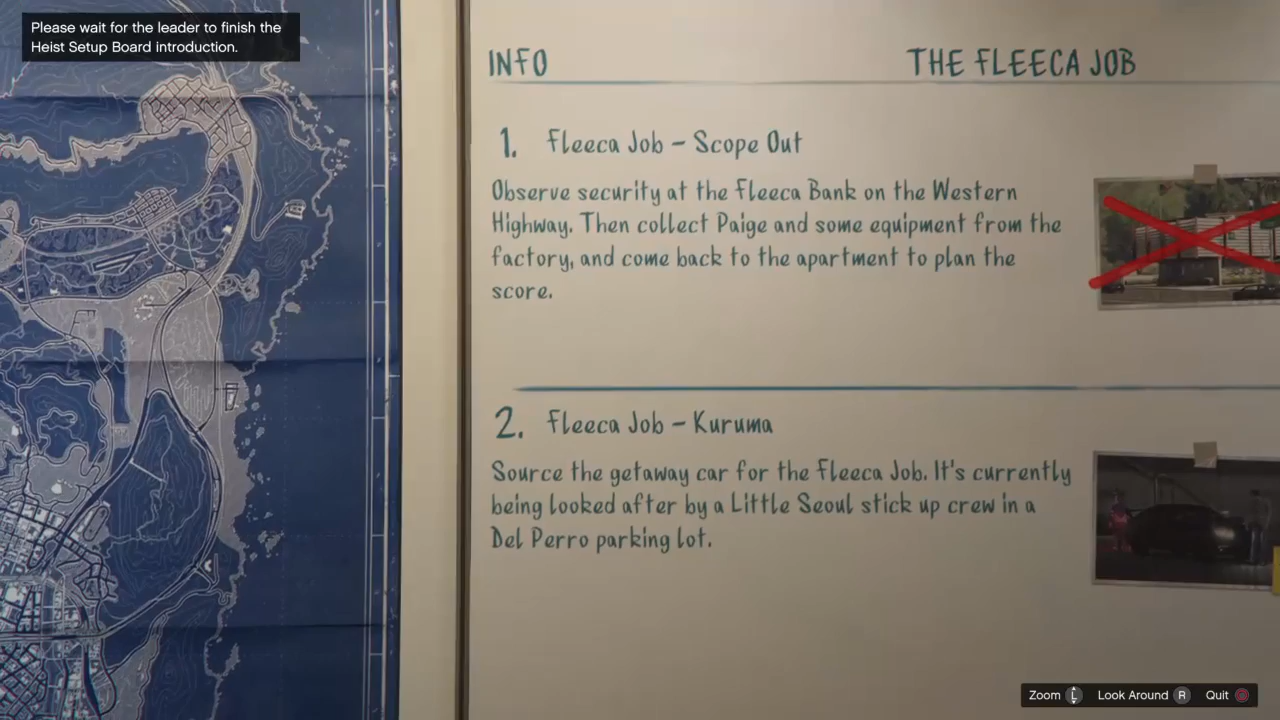 Please wait for the leader to finish the
Heist Setup Board introduction.
INFO
THE FLEECA JOB
1. Fleeca Job - Scope Out
Observe security at the Fleeca Bank on the Western
Highway. Then collect Paige and some equipment from the
factory, and come back to the apartment to plan the
score.
2. Fleeca Job - Kuruma
Source the getaway car for the Fleeca Job. It's currently
being looked after by a Little Seoul stick up crew in a
Del Perro parking lot.
Zoom L Look Around R Quit